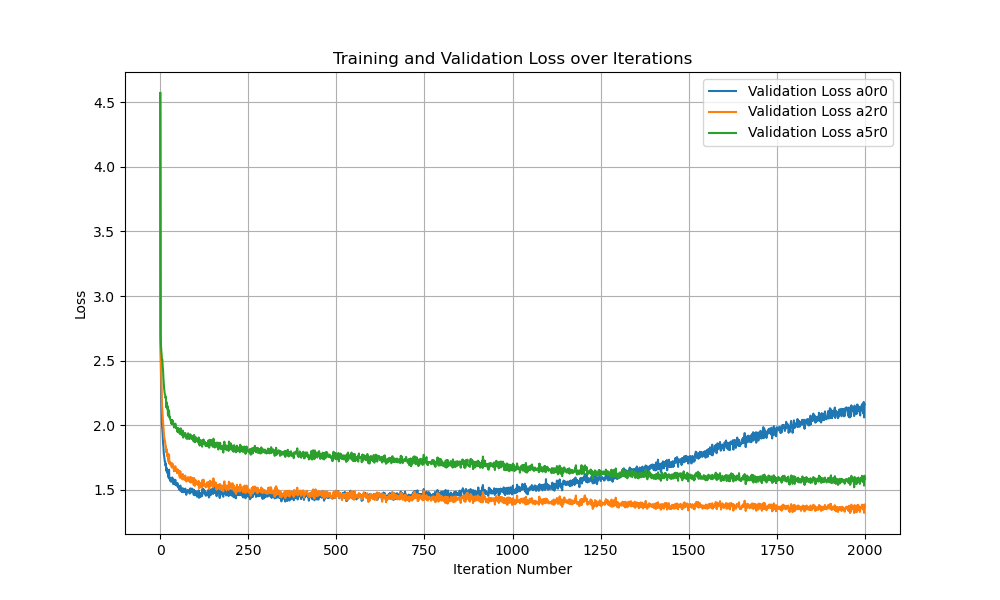 Training and Validation Loss over Iterations
Validation Loss a0r0
Validation Loss a2r0
Validation Loss a5r0
Loss
4.5
4.0
3.5
3.0
2.5
2.0
1.5
0 250 500 750 1000 1250 1500 1750 2000
Iteration Number